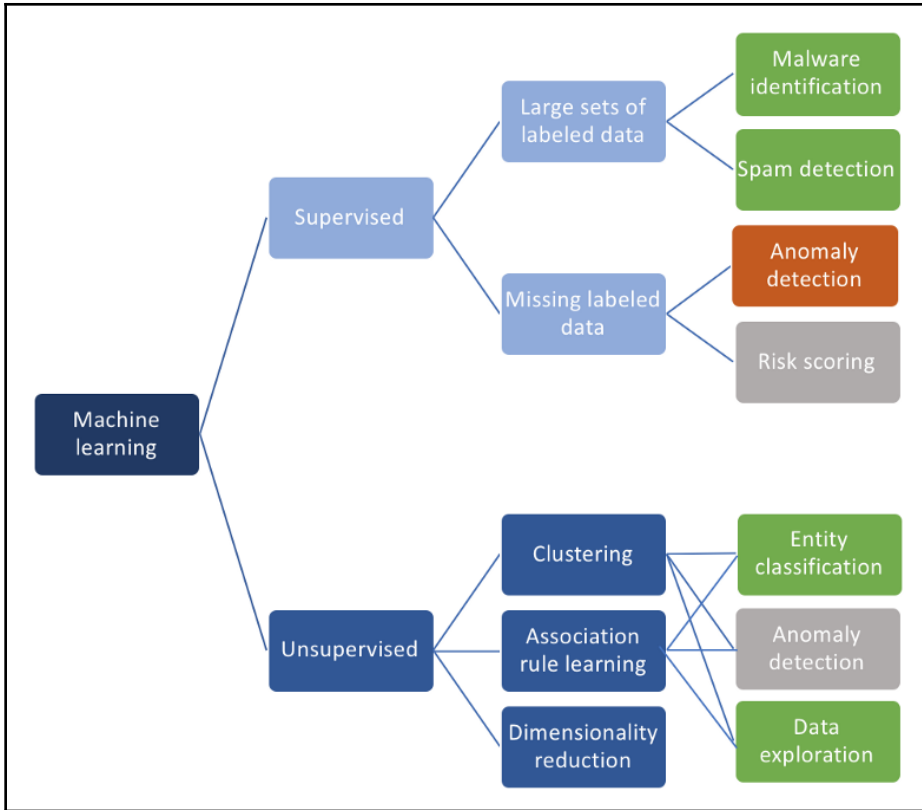 Machine
learning
Supervised
Large sets of
labeled data
Malware
identification
Spam detection
Missing labeled
data
Anomaly
detection
Risk scoring
Unsupervised
Clustering
Association
rule learning
Dimensionality
reduction
Entity
classification
Anomaly
detection
Data
exploration